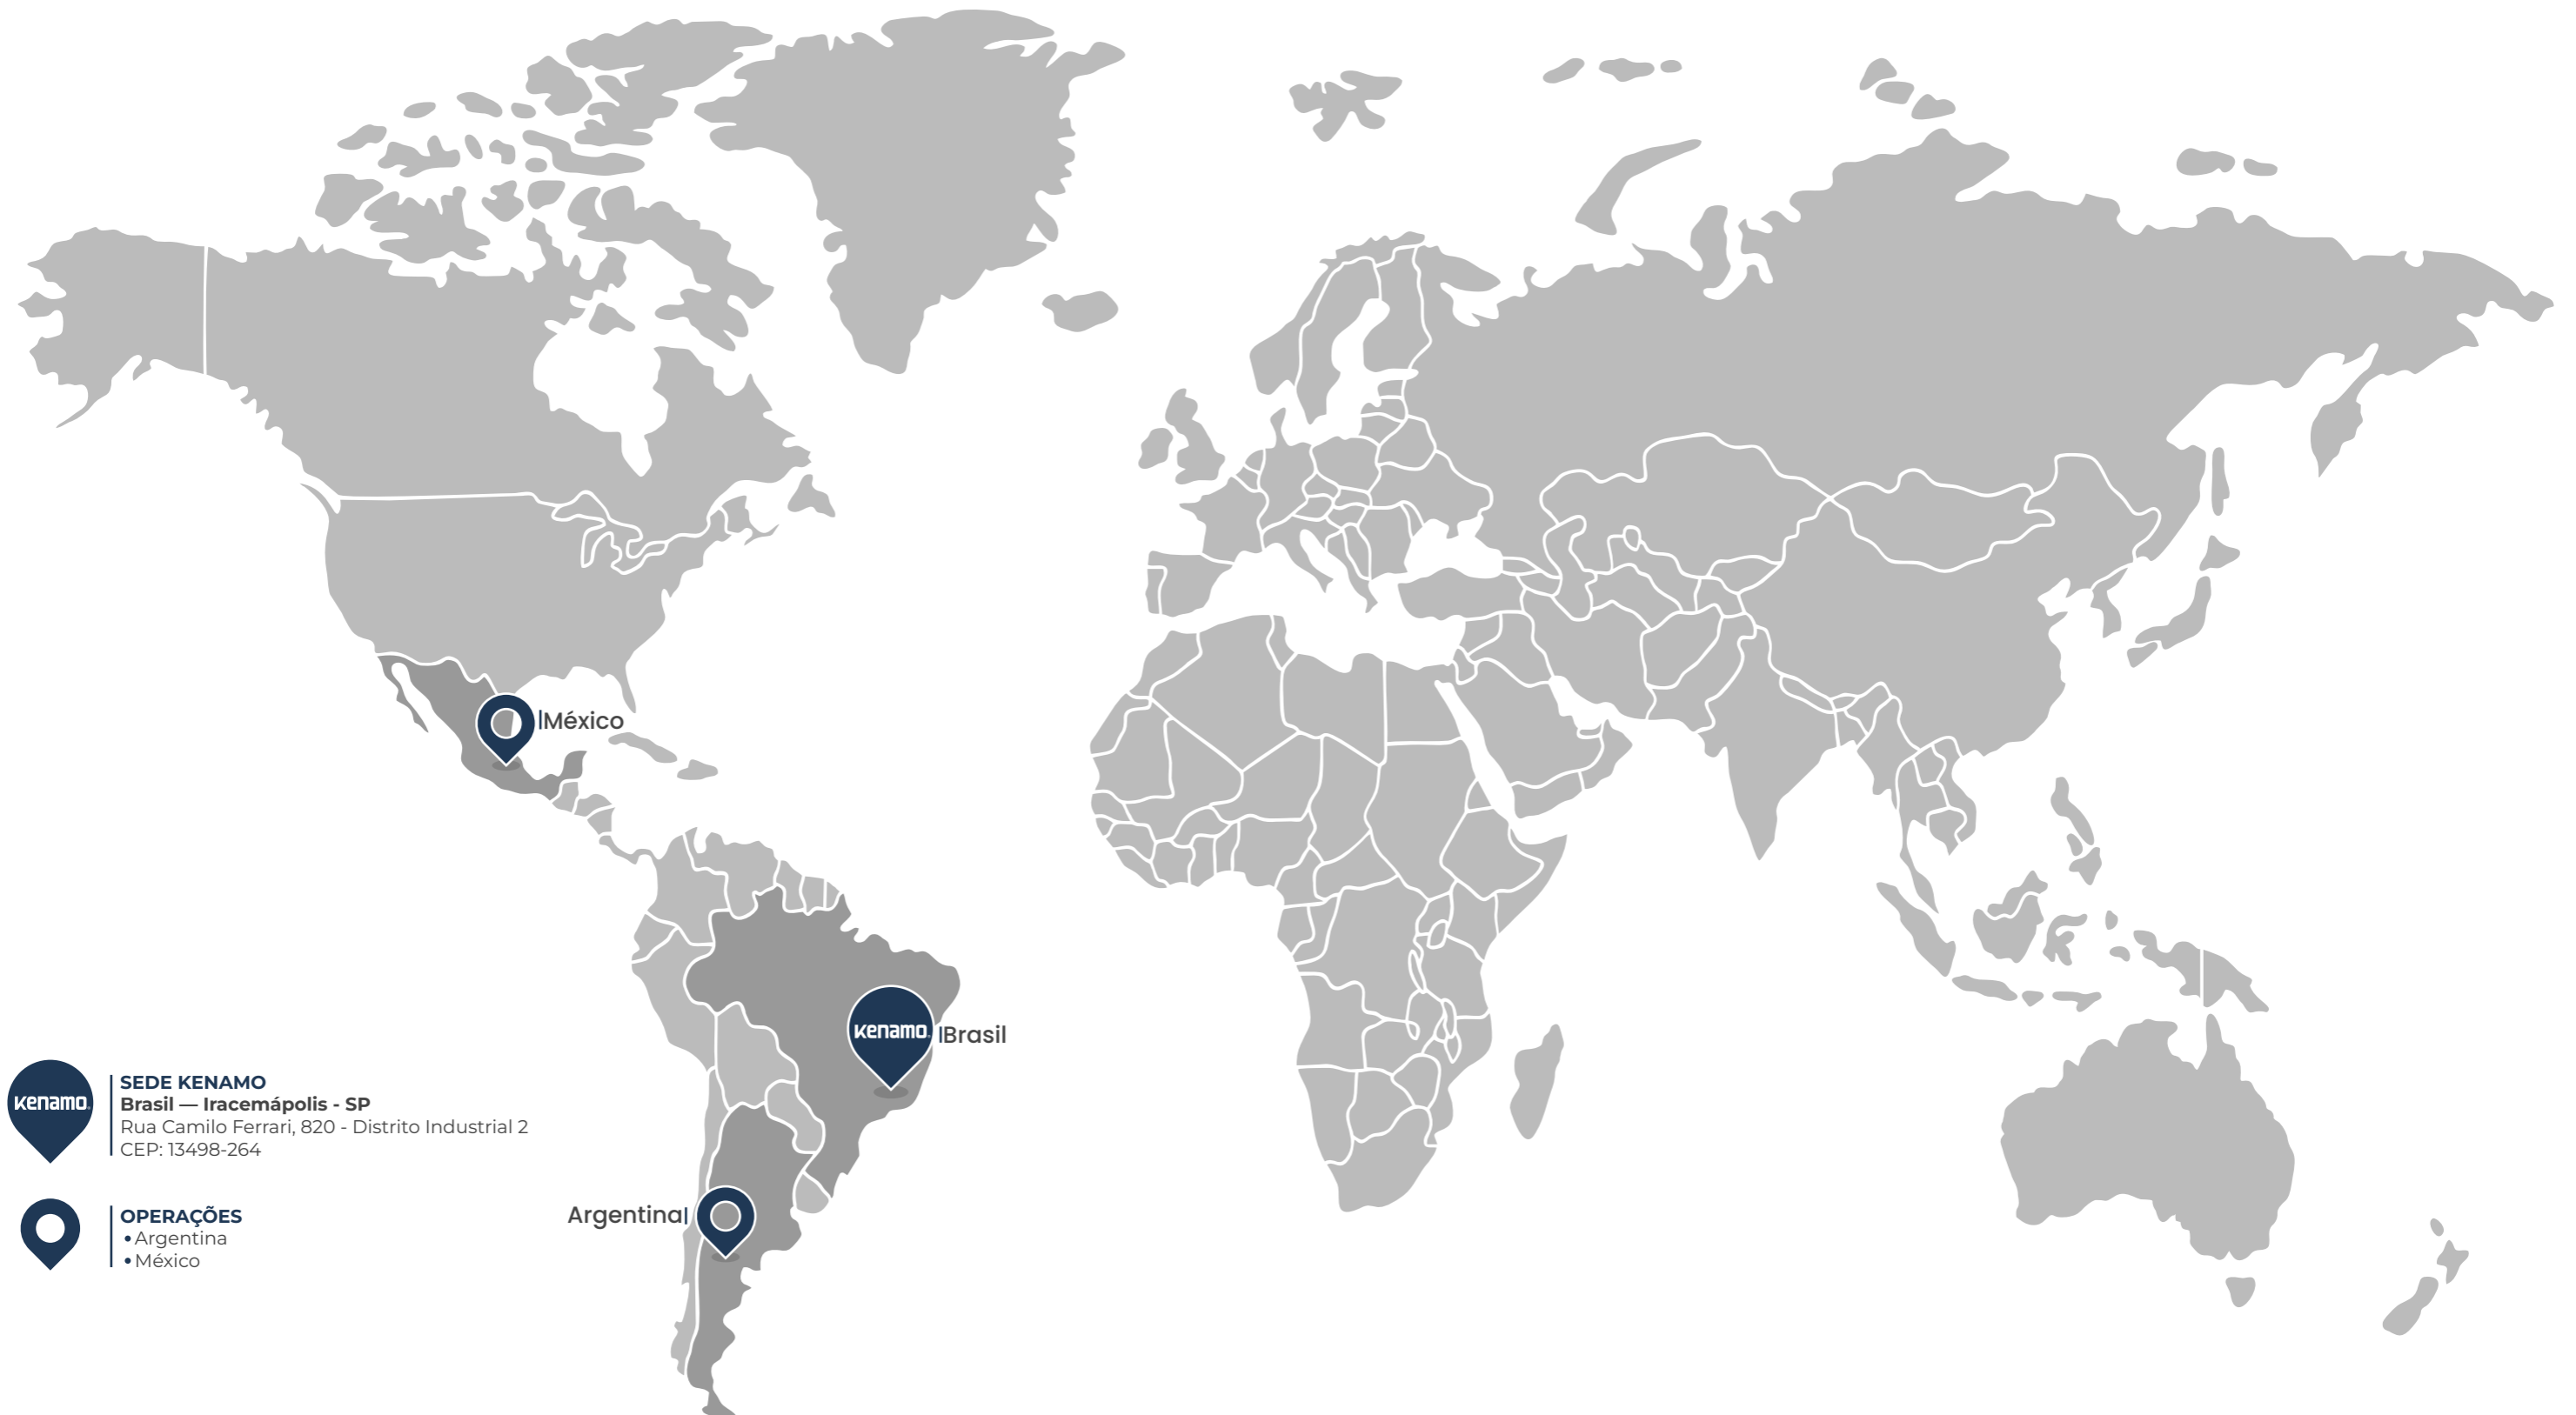 México
kenamo
Brasil
kenamo
SEDE KENAMO
Brasil — Iracemápolis - SP
Rua Camilo Ferrari, 820 - Distrito Industrial 2
CEP: 13498-264
Argentina
OPERAÇÕES
• Argentina
• México